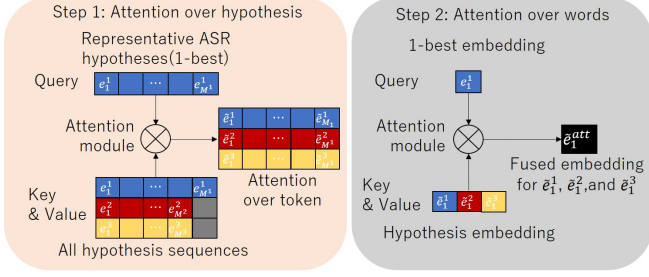 Step 1: Attention over hypothesis
Representative ASR
hypotheses(1-best)
Query
e_1^1 ... e_{M^1}^1
Attention
module
ẽ_1^1 ... ẽ_{M_1}^1
ẽ_1^2 ... ẽ_{M_1}^2
ẽ_1^3 ... ẽ_{M_1}^3
Attention
over token
Key
& Value
e_1^1 ... e_{M^1}^1
e_1^2 ... e_{M^2}^2
e_1^3 ... e_{M^3}^3
All hypothesis sequences
Step 2: Attention over words
1-best embedding
Query
e_1^1
Attention
module
ẽ_1^{att}
Fused embedding
for ẽ_1^1, ẽ_1^2,and ẽ_1^3
Key
& Value
ẽ_1^1 ẽ_1^2 ẽ_1^3
Hypothesis embedding